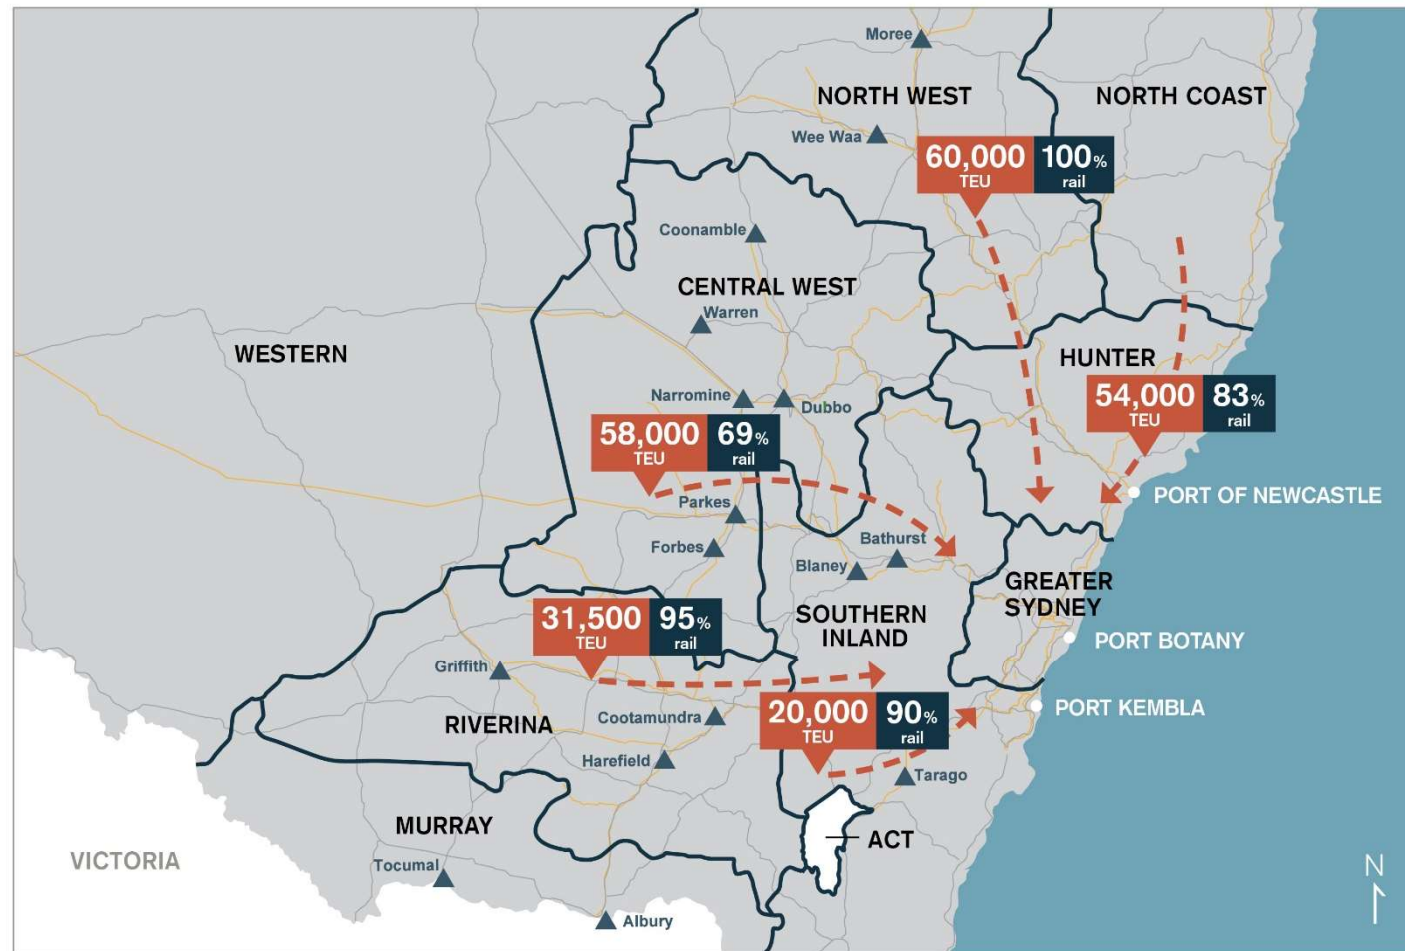 Moree
NORTH WEST
NORTH COAST
Wee Waa
60,000
TEU
100%
rail
Coonamble
CENTRAL WEST
Warren
WESTERN
HUNTER
Narromine
Dubbo
54,000
TEU
83%
rail
58,000
TEU
69%
rail
Parkes
PORT OF NEWCASTLE
Forbes
Bathurst
Blaney
GREATER
SYDNEY
31,500
TEU
95%
rail
SOUTHERN
INLAND
PORT BOTANY
Griffith
20,000
TEU
90%
rail
PORT KEMBLA
RIVERINA
Cootamundra
Harefield
Tarago
MURRAY
ACT
VICTORIA
Tocumal
Albury
N